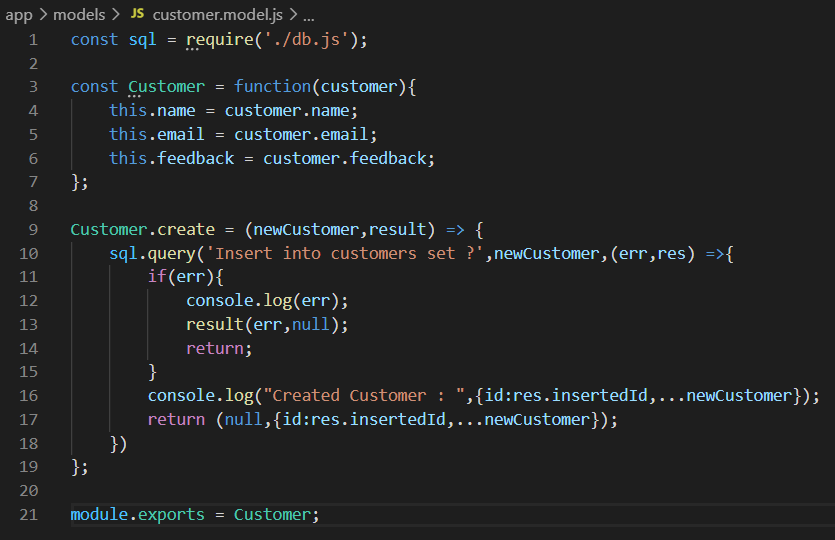 app > models > JS customer.model.js > ...
1 const sql = require('./db.js');
2
3 const Customer = function(customer){
4     this.name = customer.name;
5     this.email = customer.email;
6     this.feedback = customer.feedback;
7 };
8
9 Customer.create = (newCustomer,result) => {
10     sql.query('Insert into customers set ?',newCustomer,(err,res) =>{
11         if(err){
12             console.log(err);
13             result(err,null);
14             return;
15         }
16         console.log("Created Customer : ",{id:res.insertedId,...newCustomer});
17         return (null,{id:res.insertedId,...newCustomer});
18     })
19 };
20
21 module.exports = Customer;